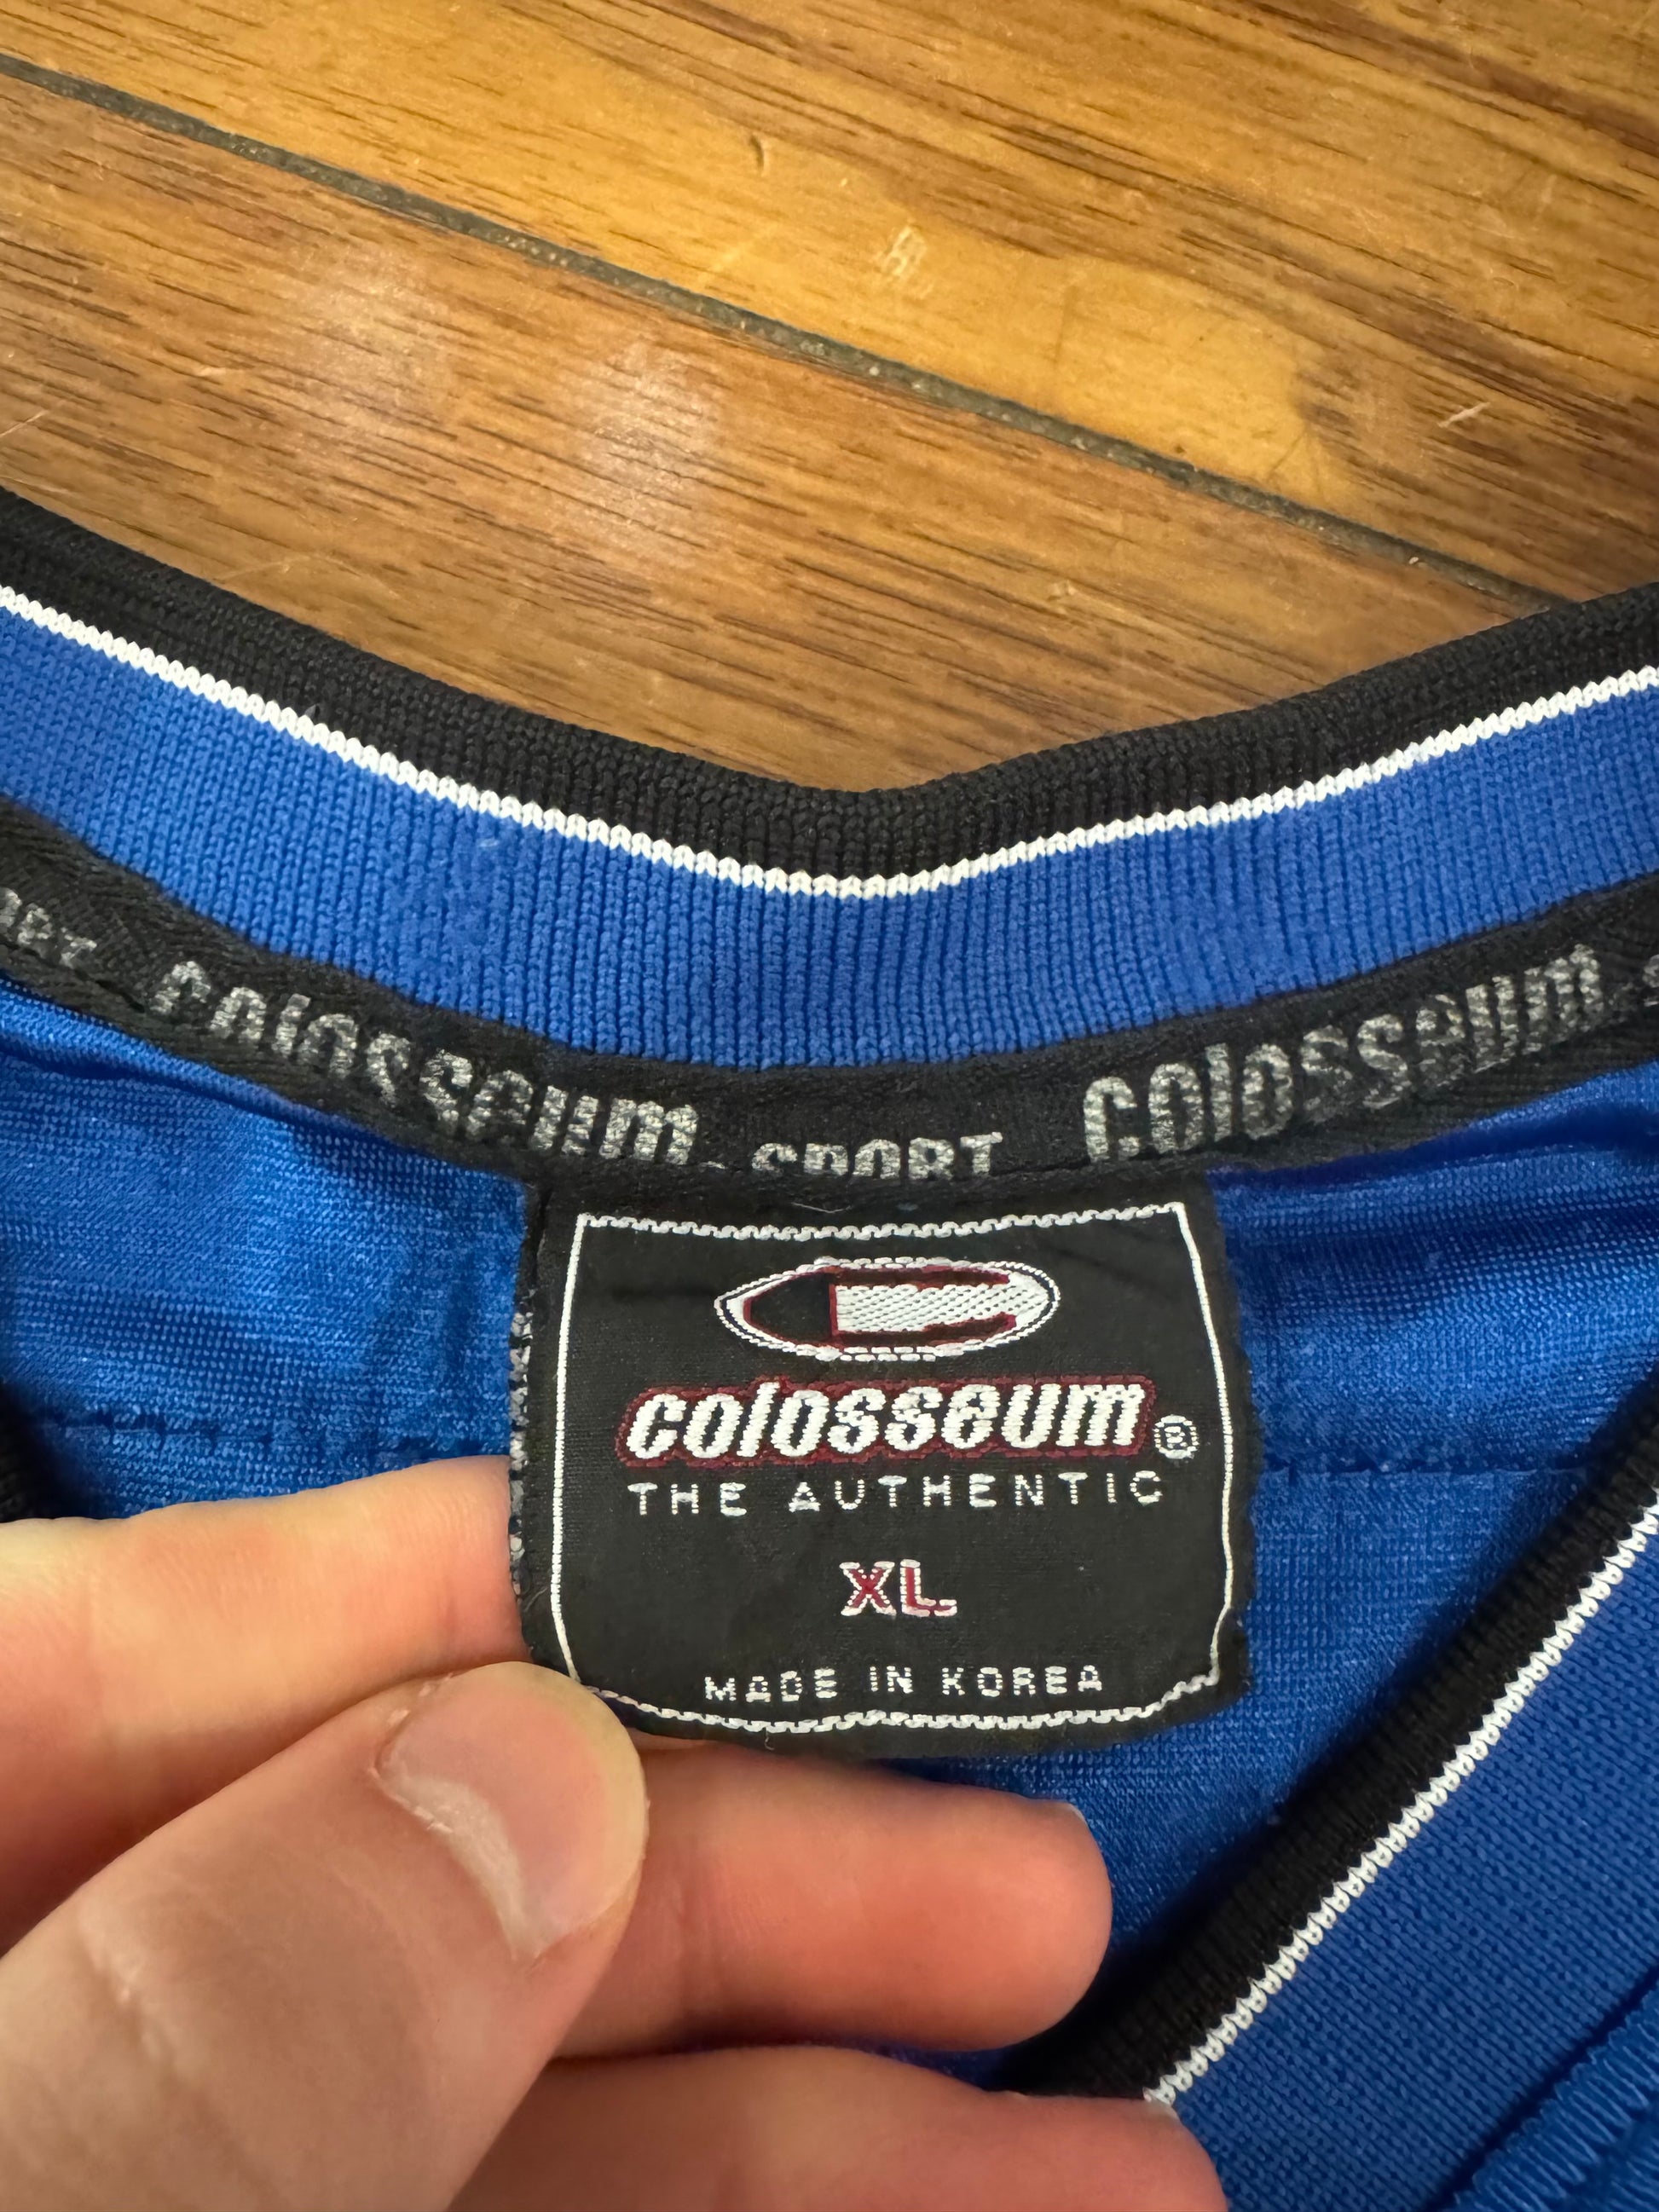 colosseum SPORT colosseum
colosseum®
THE AUTHENTIC
XL
MADE IN KOREA